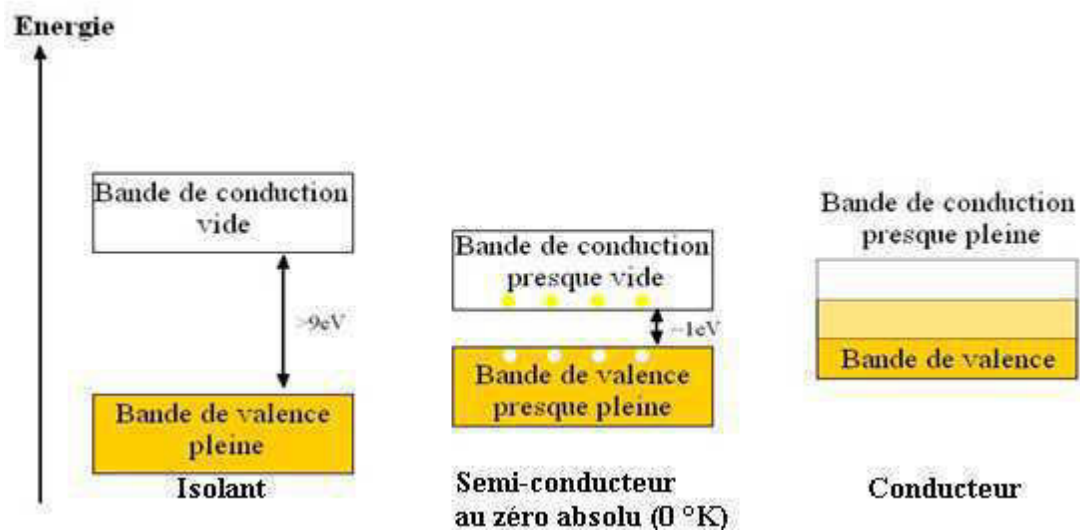 Energie
Bande de conduction
vide
>9eV
Bande de valence
pleine
Isolant
Bande de conduction
presque vide
~1eV
Bande de valence
presque pleine
Semi-conducteur
au zéro absolu (0 °K)
Bande de conduction
presque pleine
Bande de valence
Conducteur